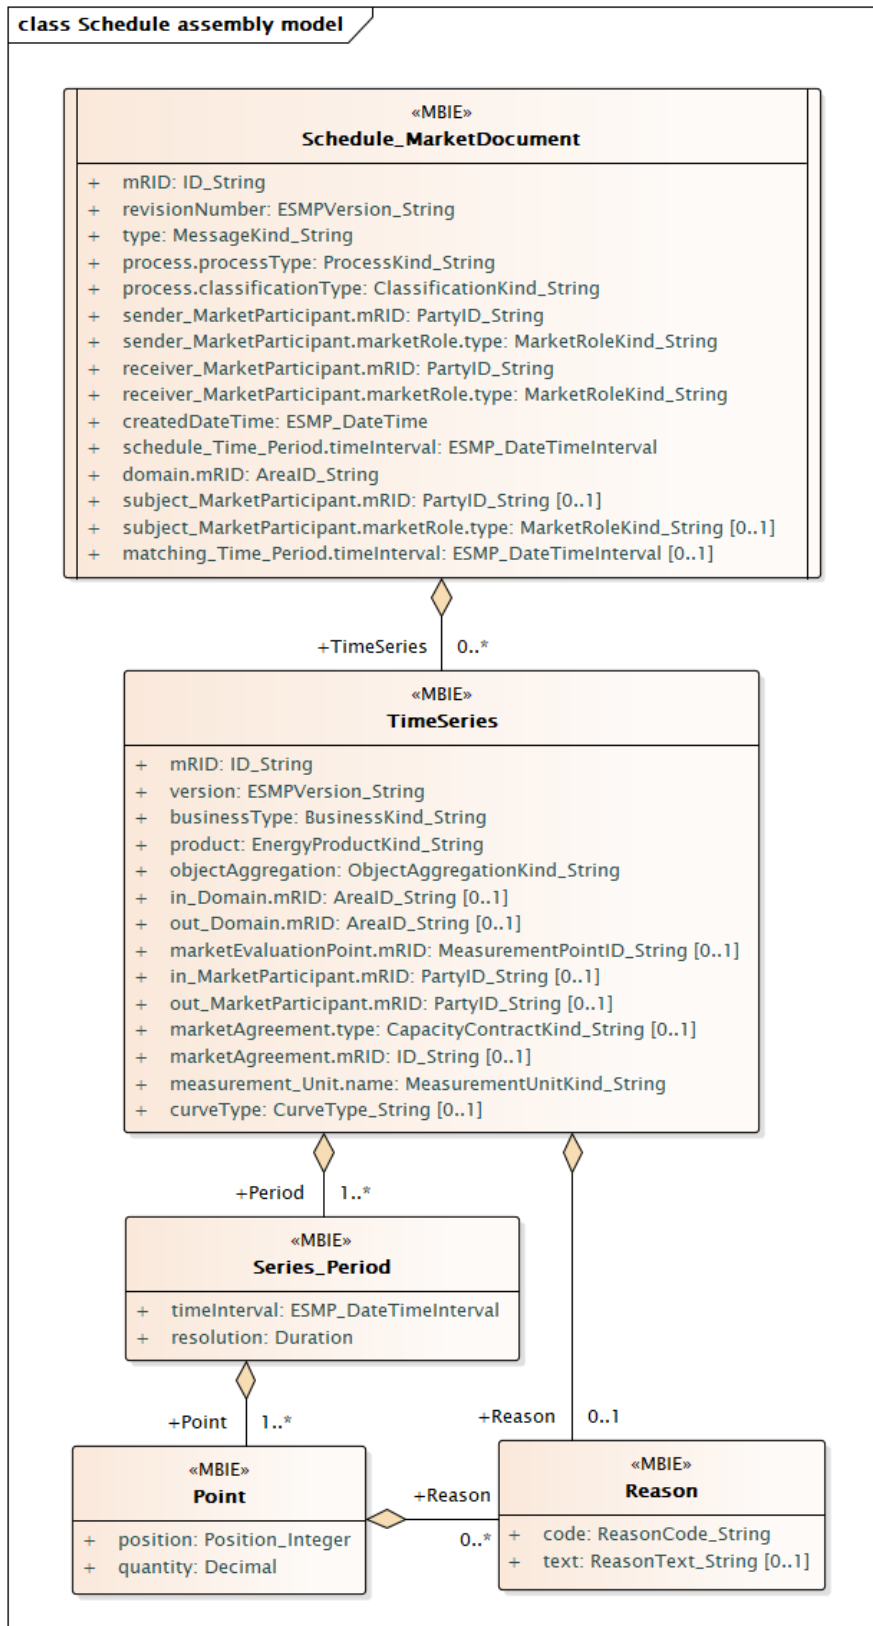 class Schedule assembly model
«MBIE»
Schedule_MarketDocument
+ mRID: ID_String
+ revisionNumber: ESMPVersion_String
+ type: MessageKind_String
+ process.processType: ProcessKind_String
+ process.classificationType: ClassificationKind_String
+ sender_MarketParticipant.mRID: PartyID_String
+ sender_MarketParticipant.marketRole.type: MarketRoleKind_String
+ receiver_MarketParticipant.mRID: PartyID_String
+ receiver_MarketParticipant.marketRole.type: MarketRoleKind_String
+ createdDateTime: ESMP_DateTime
+ schedule_Time_Period.timeInterval: ESMP_DateTimeInterval
+ domain.mRID: AreaID_String
+ subject_MarketParticipant.mRID: PartyID_String [0..1]
+ subject_MarketParticipant.marketRole.type: MarketRoleKind_String [0..1]
+ matching_Time_Period.timeInterval: ESMP_DateTimeInterval [0..1]
+TimeSeries 0..*
«MBIE»
TimeSeries
+ mRID: ID_String
+ version: ESMPVersion_String
+ businessType: BusinessKind_String
+ product: EnergyProductKind_String
+ objectAggregation: ObjectAggregationKind_String
+ in_Domain.mRID: AreaID_String [0..1]
+ out_Domain.mRID: AreaID_String [0..1]
+ marketEvaluationPoint.mRID: MeasurementPointID_String [0..1]
+ in_MarketParticipant.mRID: PartyID_String [0..1]
+ out_MarketParticipant.mRID: PartyID_String [0..1]
+ marketAgreement.type: CapacityContractKind_String [0..1]
+ marketAgreement.mRID: ID_String [0..1]
+ measurement_Unit.name: MeasurementUnitKind_String
+ curveType: CurveType_String [0..1]
+Period 1..*
«MBIE»
Series_Period
+ timeInterval: ESMP_DateTimeInterval
+ resolution: Duration
+Point 1..*
+Reason 0..1
«MBIE»
Point
+ position: Position_Integer
+ quantity: Decimal
+Reason
0..*
«MBIE»
Reason
+ code: ReasonCode_String
+ text: ReasonText_String [0..1]